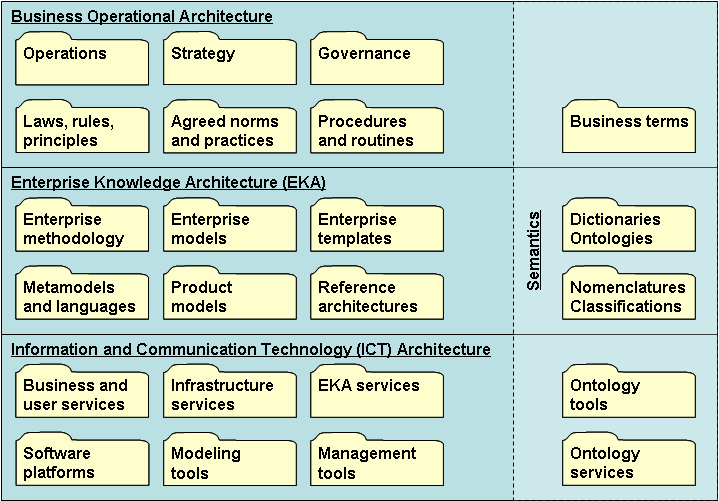 Business Operational Architecture
Operations
Strategy
Governance
Laws, rules,
principles
Agreed norms
and practices
Procedures
and routines
Business terms
Enterprise Knowledge Architecture (EKA)
Enterprise
methodology
Enterprise
models
Enterprise
templates
Metamodels
and languages
Product
models
Reference
architectures
Semantics
Dictionaries
Ontologies
Nomenclatures
Classifications
Information and Communication Technology (ICT) Architecture
Business and
user services
Infrastructure
services
EKA services
Ontology
tools
Software
platforms
Modeling
tools
Management
tools
Ontology
services